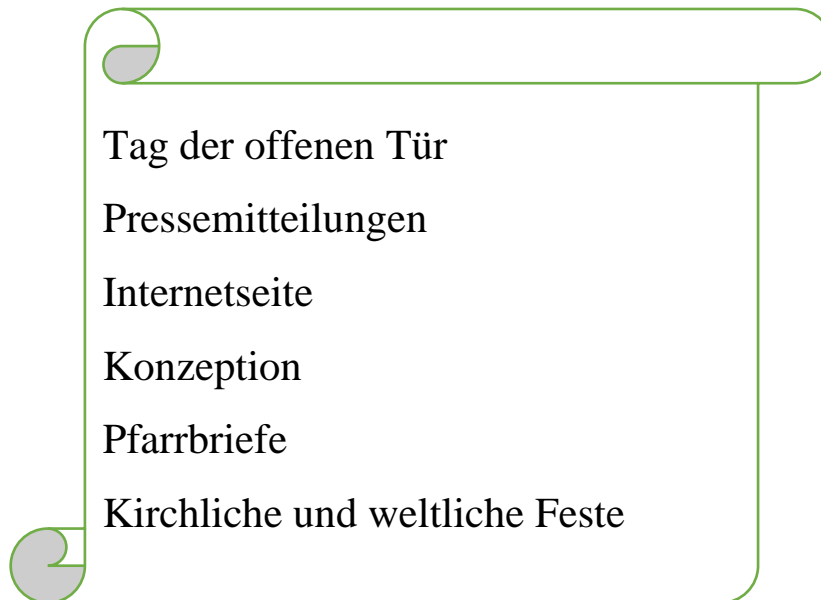 Tag der offenen Tür
Pressemitteilungen
Internetseite
Konzeption
Pfarrbriefe
Kirchliche und weltliche Feste